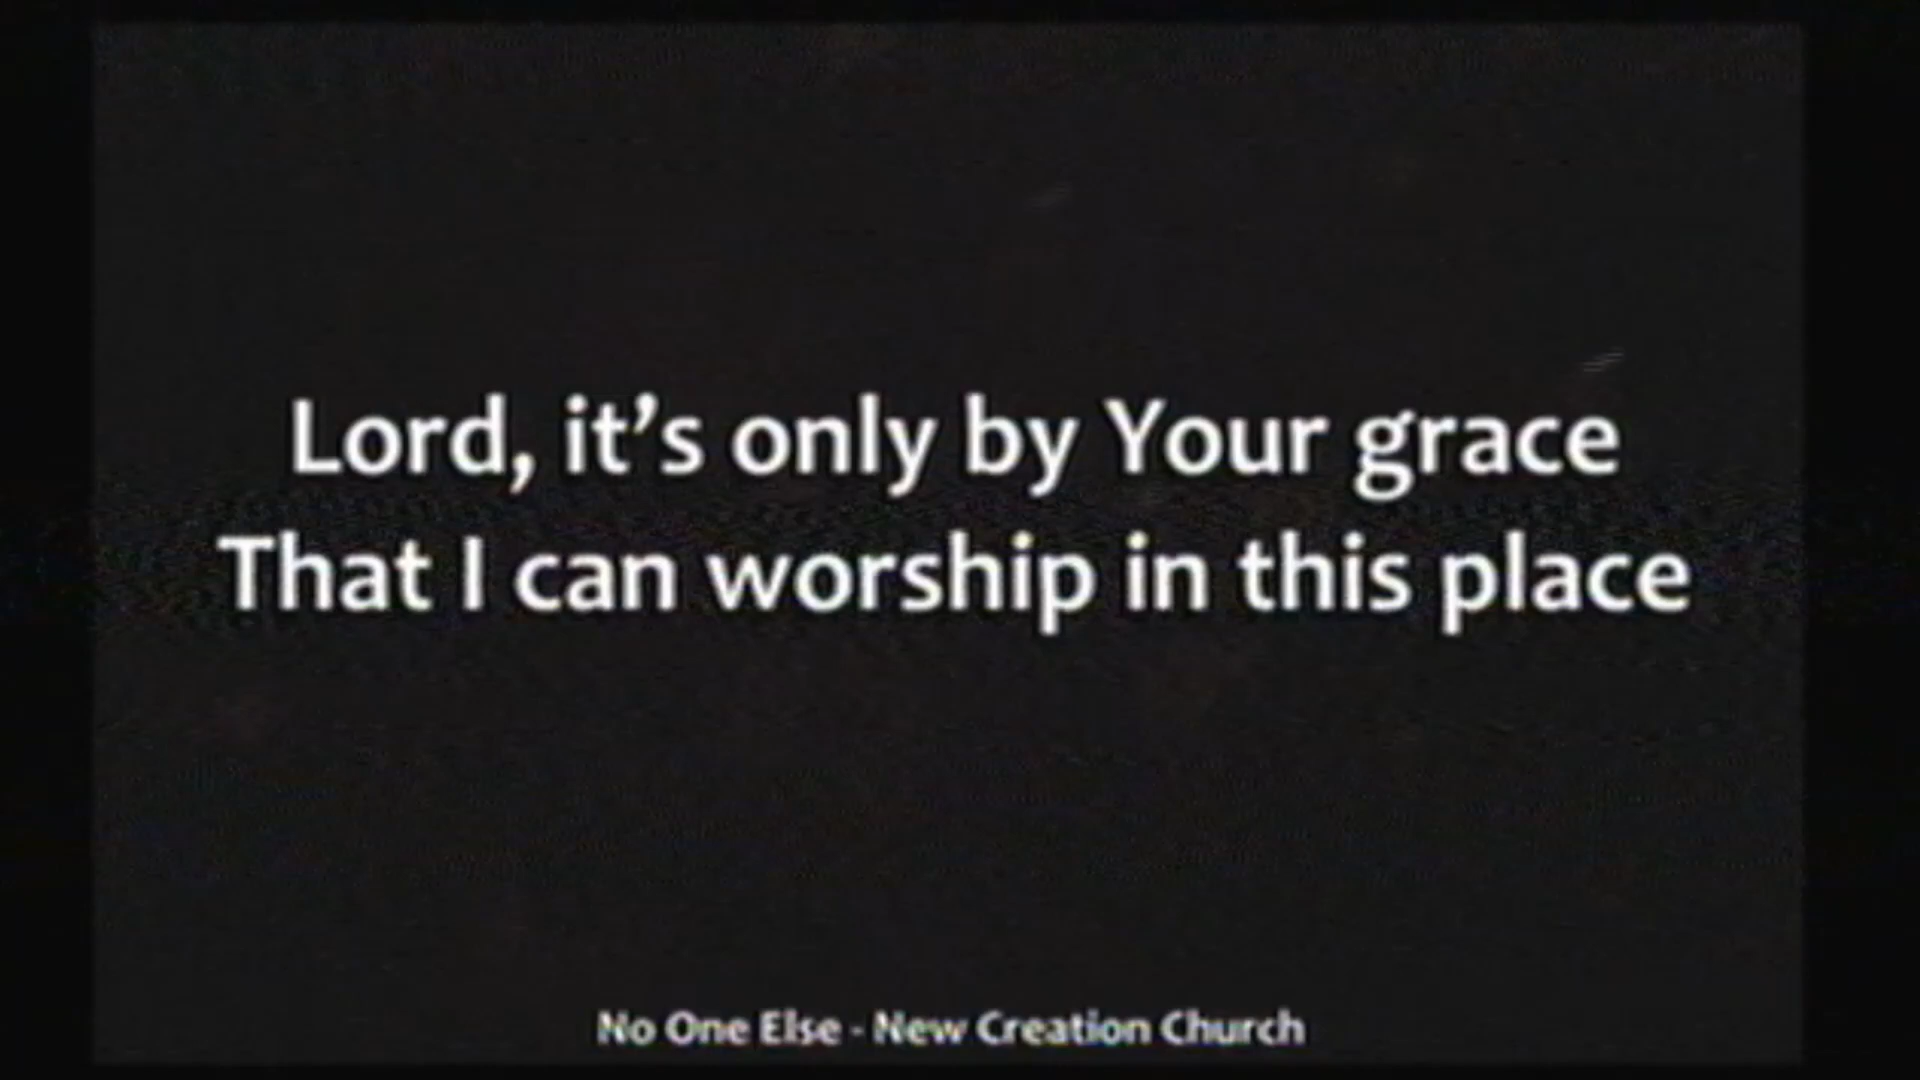 Lord, it’s only by Your grace
That I can worship in this place
No One Else - New Creation Church